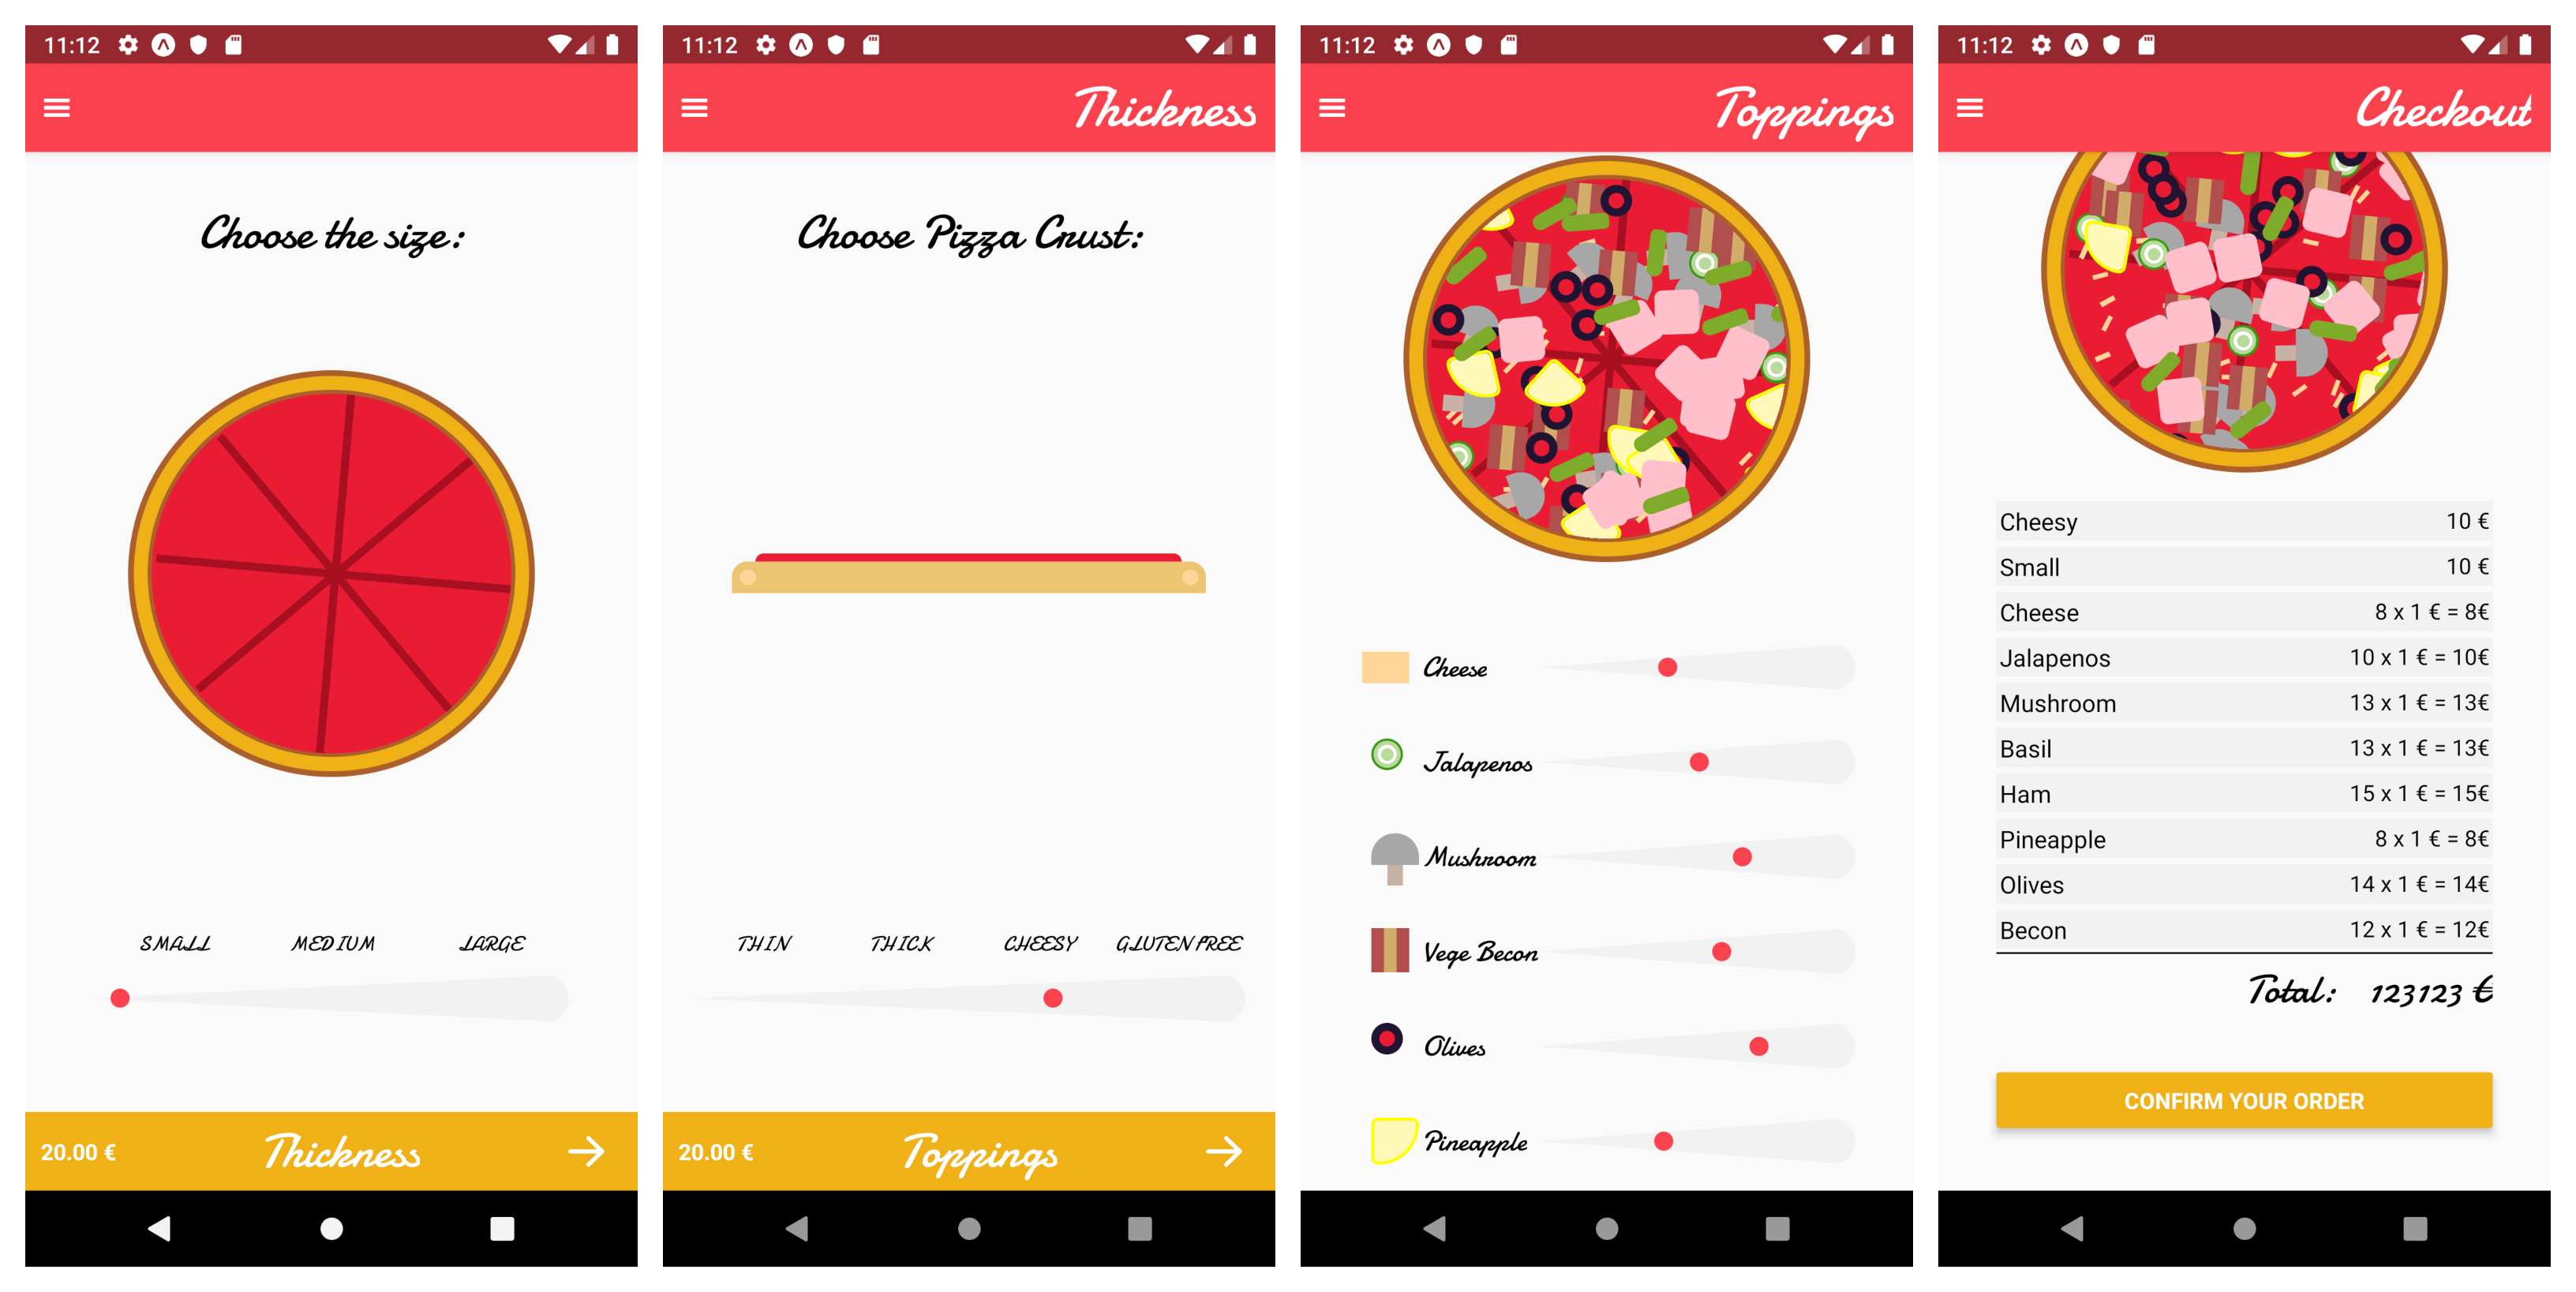 11:12
Choose the size:
SMALL MEDIUM LARGE
20.00 € Thickness
11:12
Thickness
Choose Pizza Crust:
THIN THICK CHEESY GLUTEN FREE
20.00 € Toppings
11:12
Toppings
Cheese
Jalapenos
Mushroom
Vege Becon
Olives
Pineapple
11:12
Checkout
Cheesy 10 €
Small 10 €
Cheese 8 x 1 € = 8€
Jalapenos 10 x 1 € = 10€
Mushroom 13 x 1 € = 13€
Basil 13 x 1 € = 13€
Ham 15 x 1 € = 15€
Pineapple 8 x 1 € = 8€
Olives 14 x 1 € = 14€
Becon 12 x 1 € = 12€
Total: 123123 €
CONFIRM YOUR ORDER